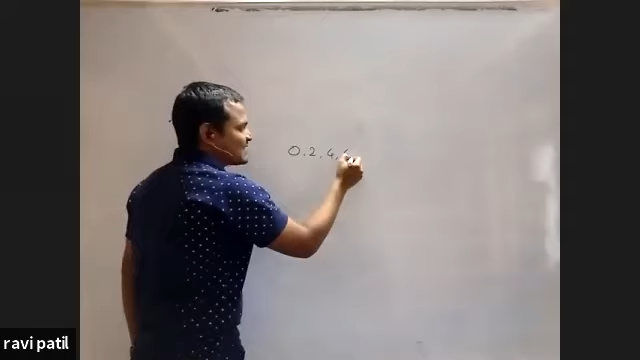 0, 2, 4,
ravi patil